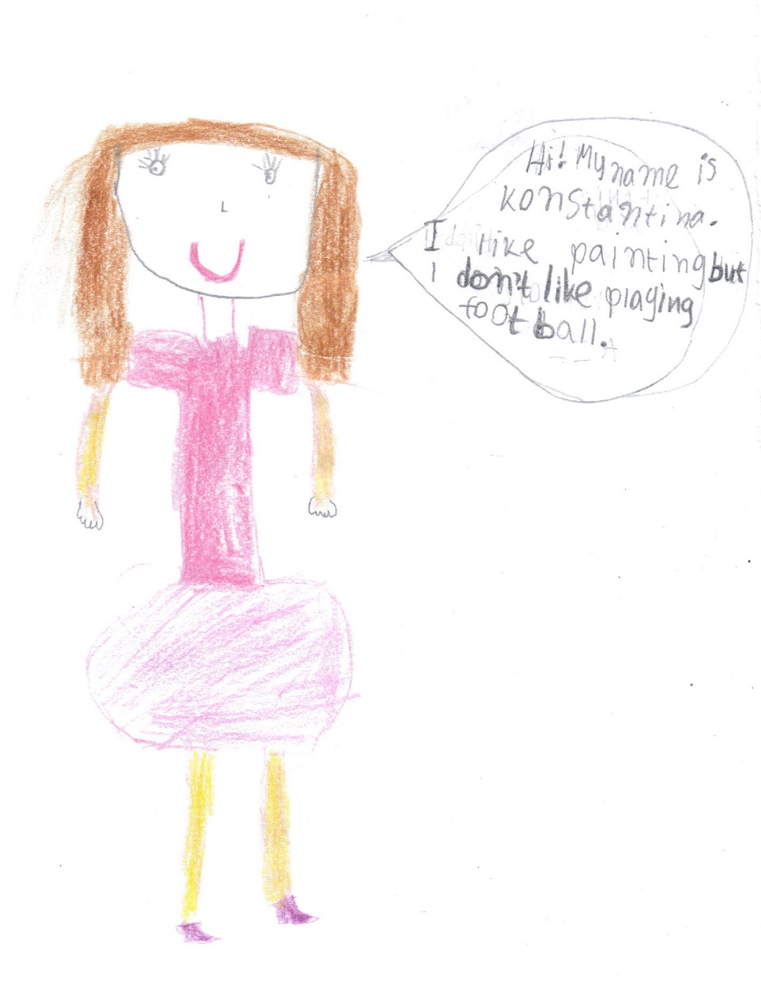 Hi! My name is
Konstantina.
I like painting but
I don't like playing
football.